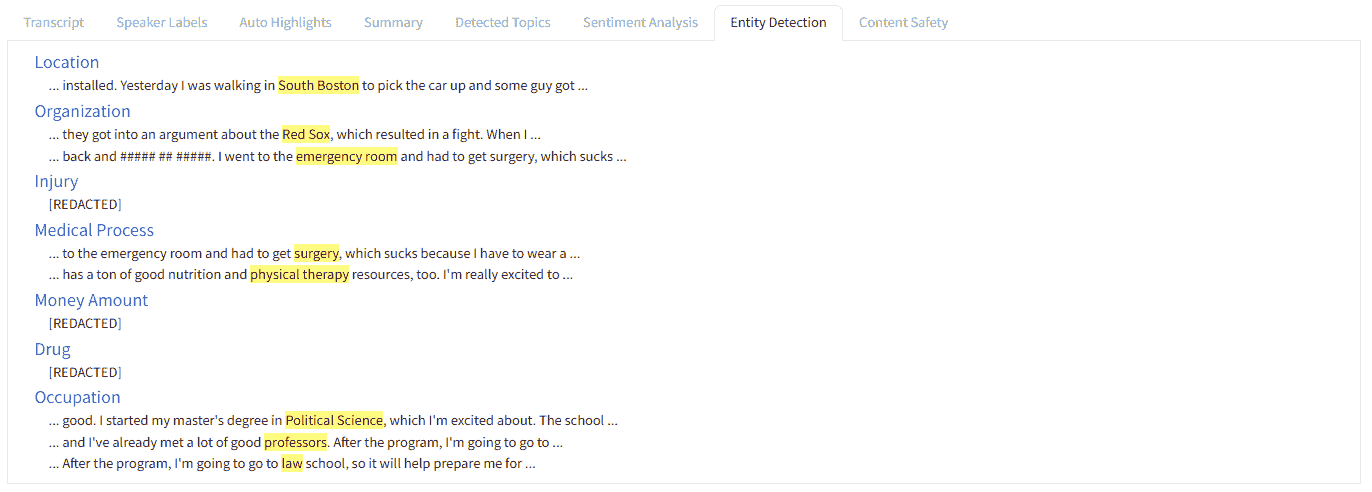 Transcript Speaker Labels Auto Highlights Summary Detected Topics Sentiment Analysis Entity Detection Content Safety
Location
... installed. Yesterday I was walking in South Boston to pick the car up and some guy got ...
Organization
... they got into an argument about the Red Sox, which resulted in a fight. When I ...
... back and ##### ## #####. I went to the emergency room and had to get surgery, which sucks ...
Injury
[REDACTED]
Medical Process
... to the emergency room and had to get surgery, which sucks because I have to wear a ...
... has a ton of good nutrition and physical therapy resources, too. I'm really excited to ...
Money Amount
[REDACTED]
Drug
[REDACTED]
Occupation
... good. I started my master's degree in Political Science, which I'm excited about. The school ...
... and I've already met a lot of good professors. After the program, I'm going to go to ...
... After the program, I'm going to go to law school, so it will help prepare me for ...